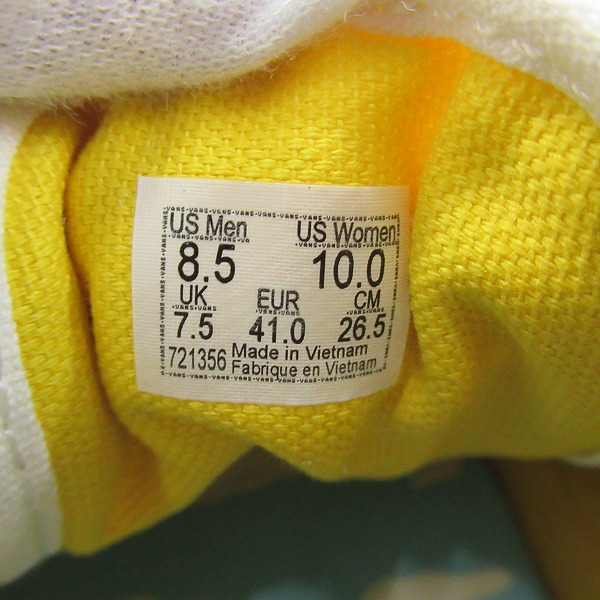 US Men US Women
8.5 10.0
UK EUR CM
7.5 41.0 26.5
721356 Made in Vietnam
Fabrique en Vietnam